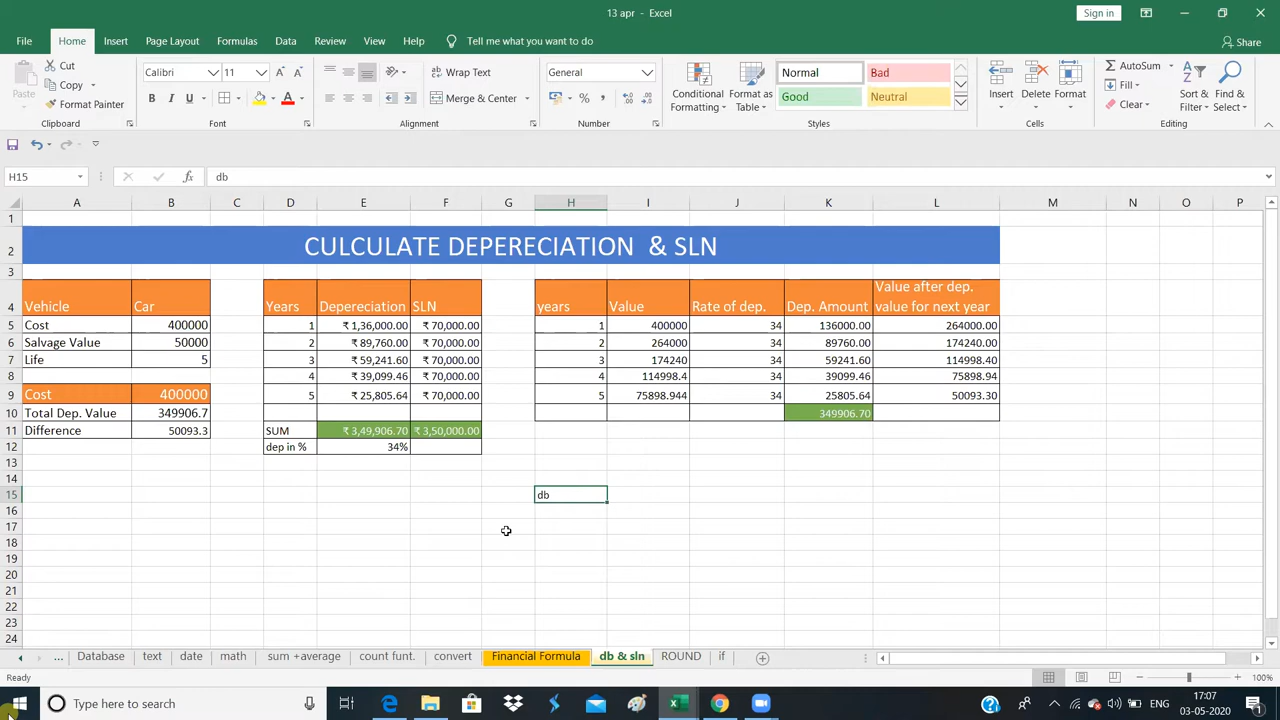 13 apr - Excel
Sign in
File Home Insert Page Layout Formulas Data Review View Help Tell me what you want to do Share
Cut
Copy
Format Painter
Paste
Clipboard
Calibri 11
B I U
Font
Wrap Text
Merge & Center
Alignment
General
Number
Conditional Formatting
Format as Table
Normal Bad
Good Neutral
Styles
Insert Delete Format
Cells
AutoSum
Fill
Clear
Sort & Filter
Find & Select
Editing
H15 fx db
A B C D E F G H I J K L M N O P
1
2 CULCULATE DEPERECIATION & SLN
3
4 Vehicle Car Years Depereciation SLN years Value Rate of dep. Dep. Amount Value after dep. value for next year
5 Cost 400000 1 ₹ 1,36,000.00 ₹ 70,000.00 1 400000 34 136000.00 264000.00
6 Salvage Value 50000 2 ₹ 89,760.00 ₹ 70,000.00 2 264000 34 89760.00 174240.00
7 Life 5 3 ₹ 59,241.60 ₹ 70,000.00 3 174240 34 59241.60 114998.40
8 4 ₹ 39,099.46 ₹ 70,000.00 4 114998.4 34 39099.46 75898.94
9 Cost 400000 5 ₹ 25,805.64 ₹ 70,000.00 5 75898.944 34 25805.64 50093.30
10 Total Dep. Value 349906.7 349906.70
11 Difference 50093.3 SUM ₹ 3,49,906.70 ₹ 3,50,000.00
12 dep in % 34%
13
14
15 db
16
17
18
19
20
21
22
23
24
... Database text date math sum +average count funt. convert Financial Formula db & sln ROUND if
Ready 100%
Type here to search
17:07
03-05-2020